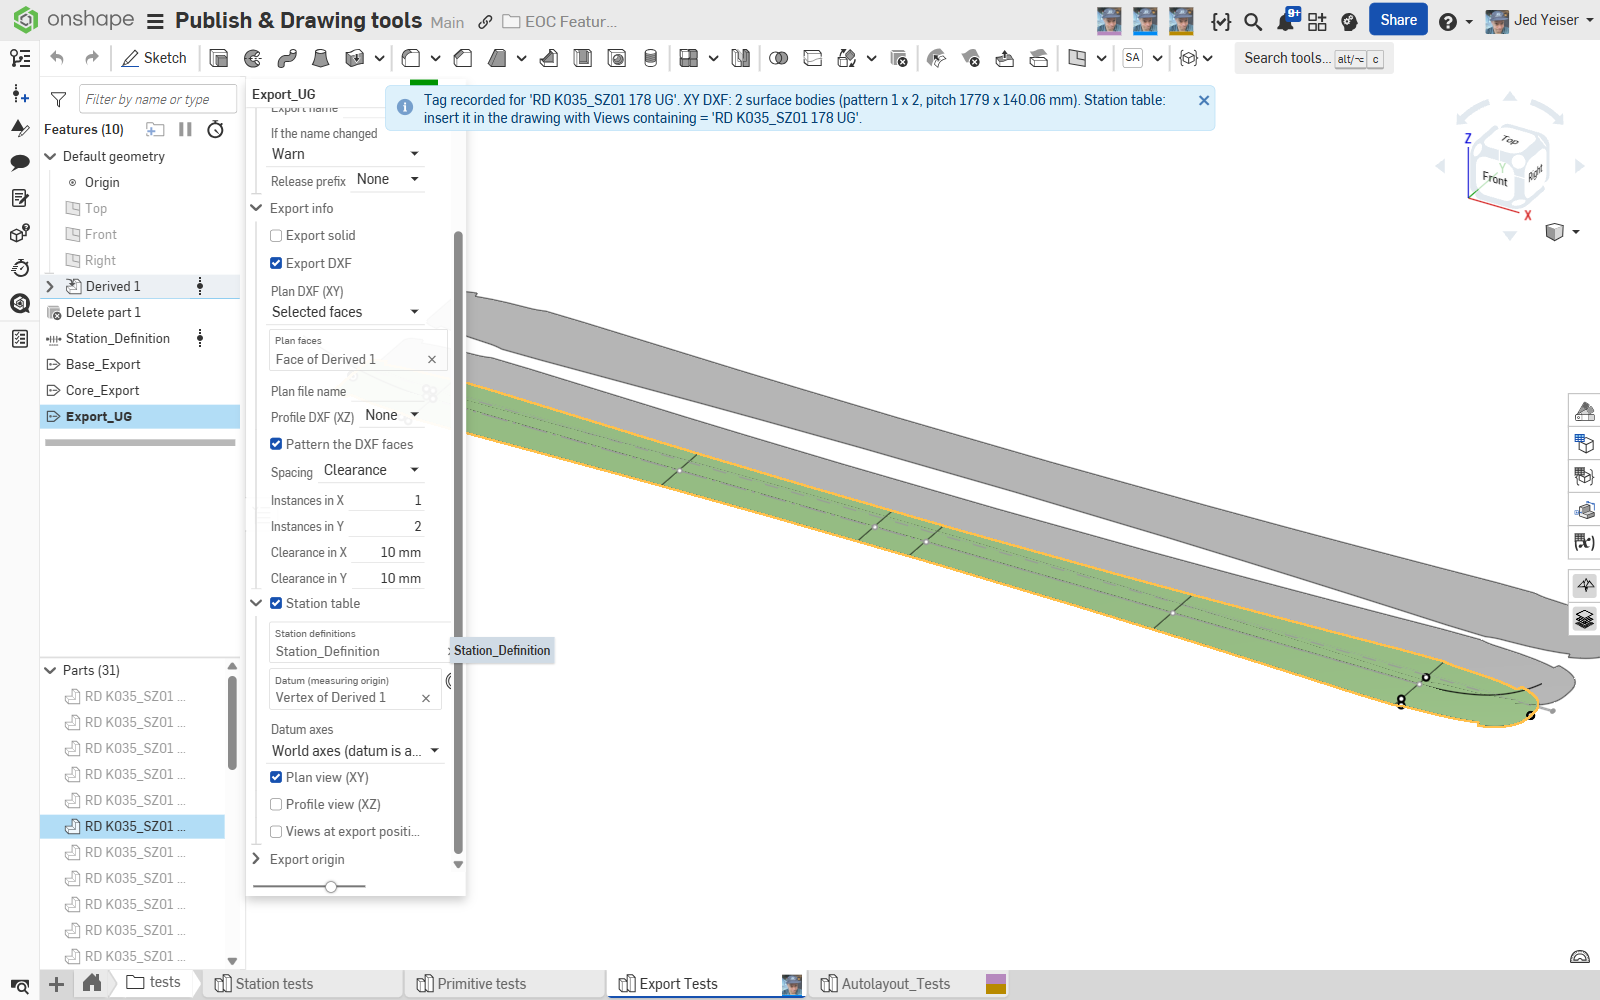 onshape
Publish & Drawing tools
Main
EOC Featur...
9+
Share
Jed Yeiser
Sketch
SA
Search tools...
alt/⌥
c
Filter by name or type
Features (10)
Default geometry
Origin
Top
Front
Right
Derived 1
Delete part 1
Station_Definition
Base_Export
Core_Export
Export_UG
Parts (31)
RD K035_SZ01 ...
RD K035_SZ01 ...
RD K035_SZ01 ...
RD K035_SZ01 ...
RD K035_SZ01 ...
RD K035_SZ01 ...
RD K035_SZ01 ...
RD K035_SZ01 ...
RD K035_SZ01 ...
RD K035_SZ01 ...
RD K035_SZ01 ...
Export_UG
Export name
If the name changed
Warn
Release prefix None
Export info
Export solid
Export DXF
Plan DXF (XY)
Selected faces
Plan faces
Face of Derived 1
Plan file name
Profile DXF (XZ) None
Pattern the DXF faces
Spacing Clearance
Instances in X 1
Instances in Y 2
Clearance in X 10 mm
Clearance in Y 10 mm
Station table
Station definitions
Station_Definition
Station_Definition
Datum (measuring origin)
Vertex of Derived 1
Datum axes
World axes (datum is a...
Plan view (XY)
Profile view (XZ)
Views at export positi...
Export origin
Tag recorded for 'RD K035_SZ01 178 UG'. XY DXF: 2 surface bodies (pattern 1 x 2, pitch 1779 x 140.06 mm). Station table:
insert it in the drawing with Views containing = 'RD K035_SZ01 178 UG'.
Z
Top
Y
Front
Right
X
tests
Station tests
Primitive tests
Export Tests
Autolayout_Tests